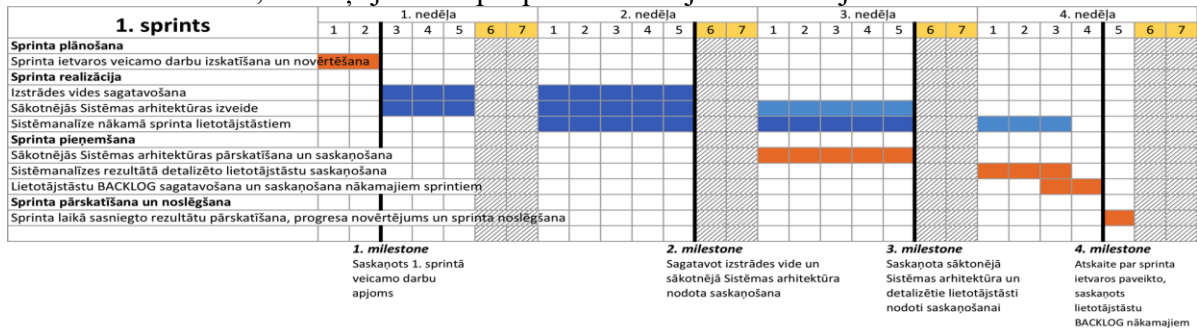 1. sprints
1. nedēļa 2. nedēļa 3. nedēļa 4. nedēļa
1 2 3 4 5 6 7 1 2 3 4 5 6 7 1 2 3 4 5 6 7 1 2 3 4 5 6 7
Sprinta plānošana
Sprinta ietvaros veicamo darbu izskatīšana un novērtēšana
Sprinta realizācija
Izstrādes vides sagatavošana
Sākotnējās Sistēmas arhitektūras izveide
Sistēmanalīze nākamā sprinta lietotājstāstiem
Sprinta pieņemšana
Sākotnējās Sistēmas arhitektūras pārskatīšana un saskaņošana
Sistēmanalīzes rezultātā detalizēto lietotājstāstu saskaņošana
Lietotājstāstu BACKLOG sagatavošana un saskaņošana nākamajiem sprintiem
Sprinta pārskatīšana un noslēgšana
Sprinta laikā sasniegto rezultātu pārskatīšana, progresa novērtējums un sprinta noslēgšana
1. milestone
Saskaņots 1. sprintā
veicamo darbu
apjoms
2. milestone
Sagatavot izstrādes vide un
sākotnējā Sistēmas arhitektūra
nodota saskaņošana
3. milestone
Saskaņota sāktonējā
Sistēmas arhitektūra un
detalizētie lietotājstāsti
nodoti saskaņošanai
4. milestone
Atskaite par sprinta
ietvaros paveikto,
saskaņots
lietotājstāstu
BACKLOG nākamajiem